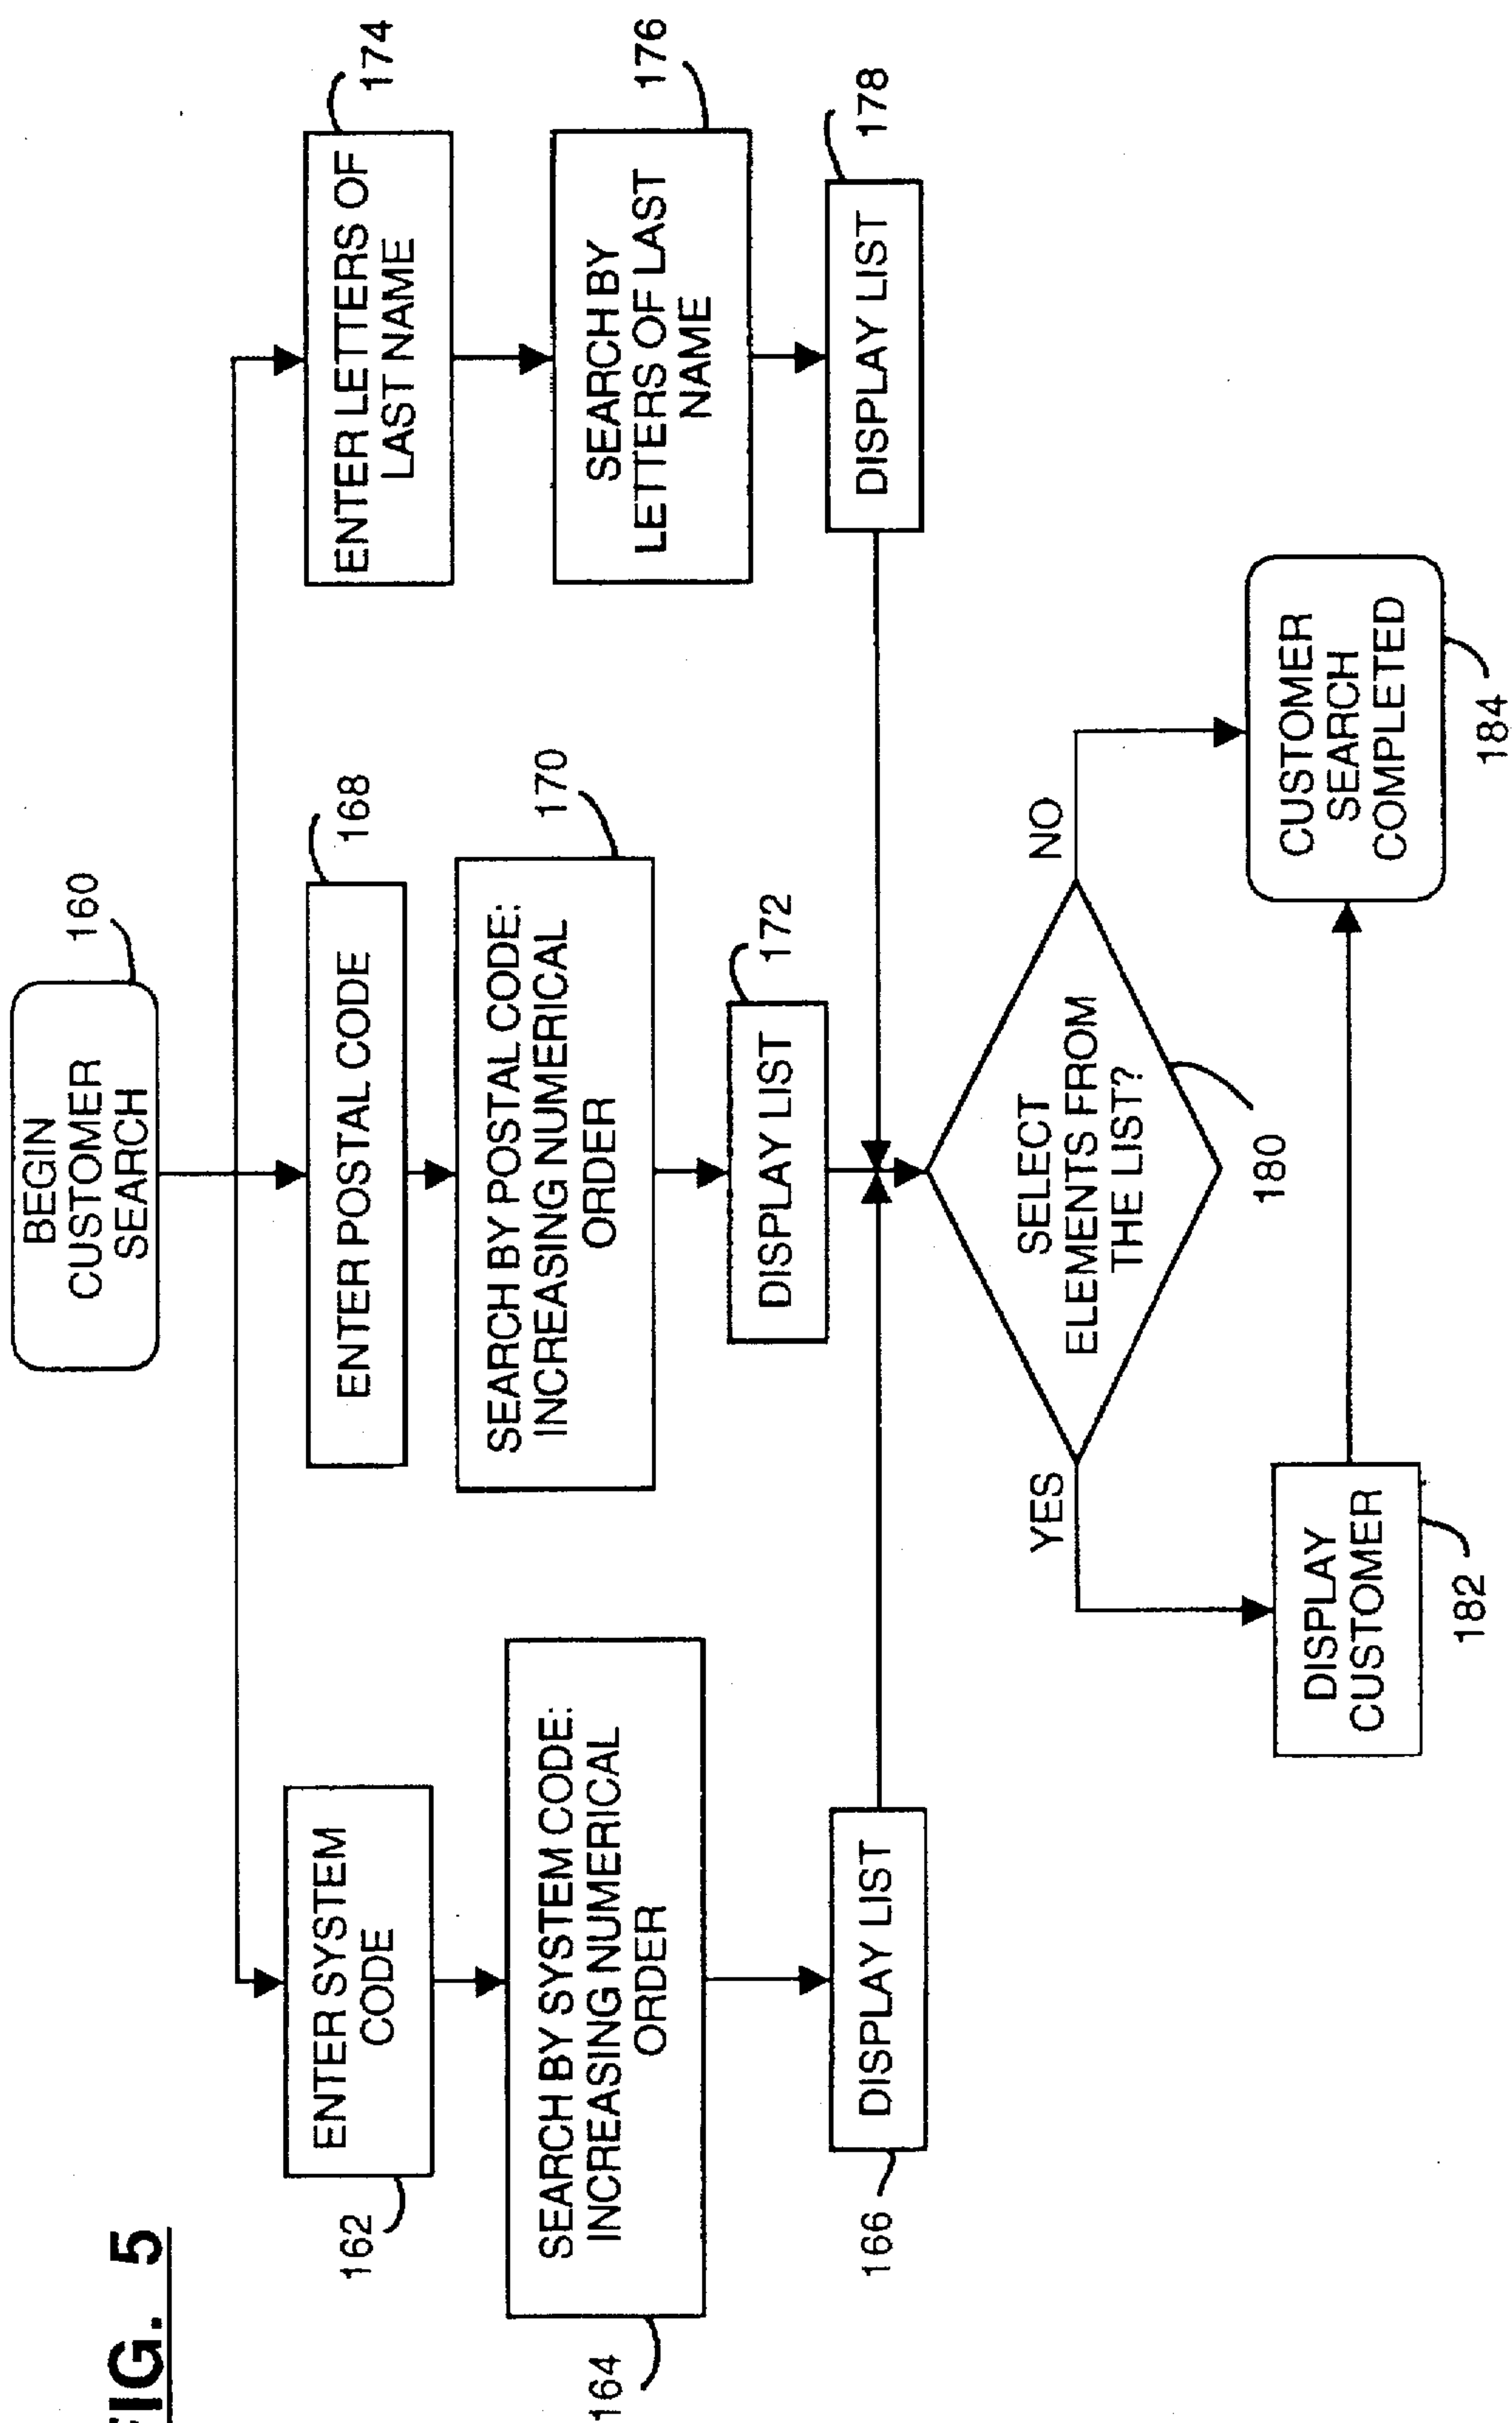 FIG. 5
BEGIN
CUSTOMER
SEARCH
160
ENTER SYSTEM
CODE
162
SEARCH BY SYSTEM CODE:
INCREASING NUMERICAL
ORDER
164
DISPLAY LIST
166
ENTER POSTAL CODE
168
SEARCH BY POSTAL CODE:
INCREASING NUMERICAL
ORDER
170
DISPLAY LIST
172
ENTER LETTERS OF
LAST NAME
174
SEARCH BY
LETTERS OF LAST
NAME
176
DISPLAY LIST
178
SELECT
ELEMENTS FROM
THE LIST?
180
YES
NO
DISPLAY
CUSTOMER
182
CUSTOMER
SEARCH
COMPLETED
184